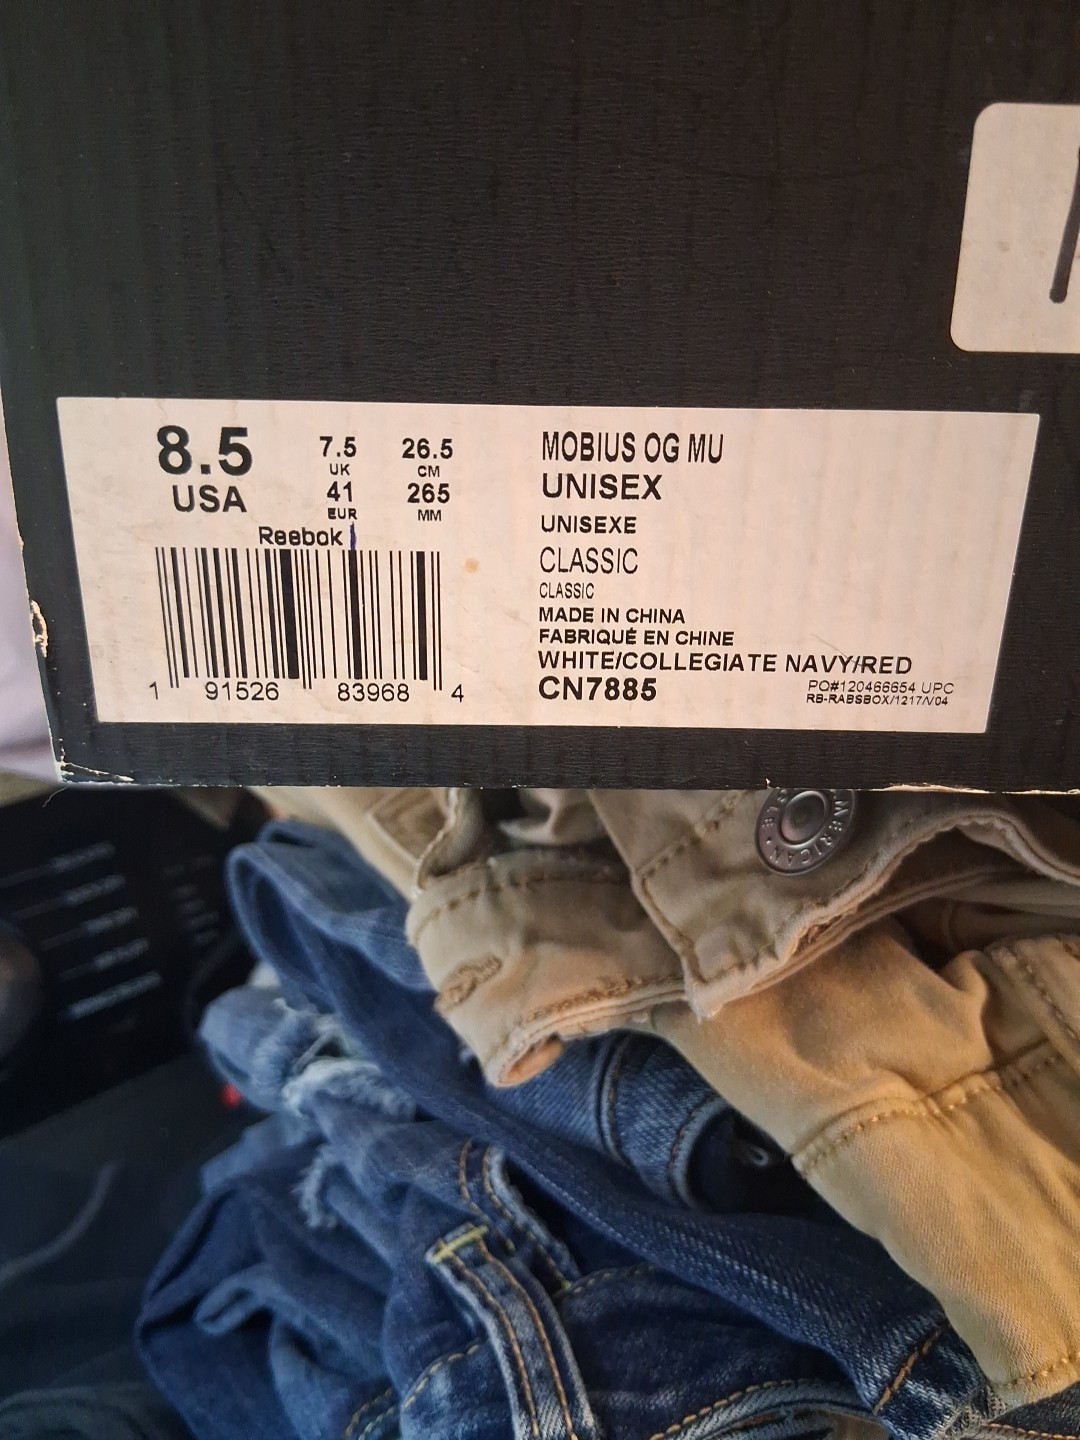 8.5
USA
7.5
UK
41
EUR
26.5
CM
265
MM
Reebok
1 91526 83968 4
MOBIUS OG MU
UNISEX
UNISEXE
CLASSIC
CLASSIC
MADE IN CHINA
FABRIQUÉ EN CHINE
WHITE/COLLEGIATE NAVY/RED
CN7885
PO#120466654 UPC
RB-RABSBOX/1217/V04
AMERICAN